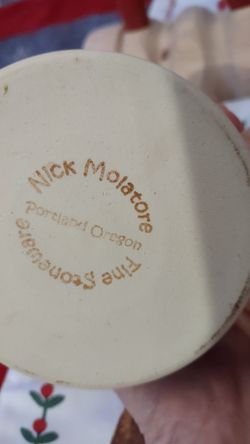 Nick Molatore
Portland Oregon
Fine Stoneware